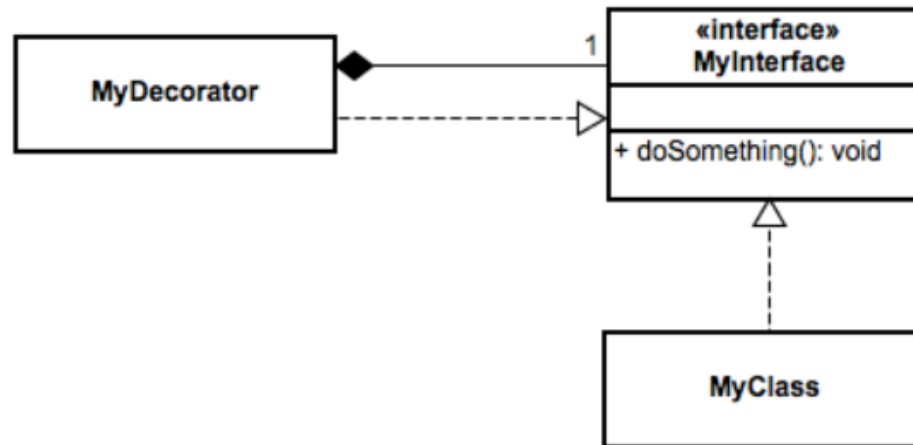 MyDecorator
1
«interface»
MyInterface
+ doSomething(): void
MyClass